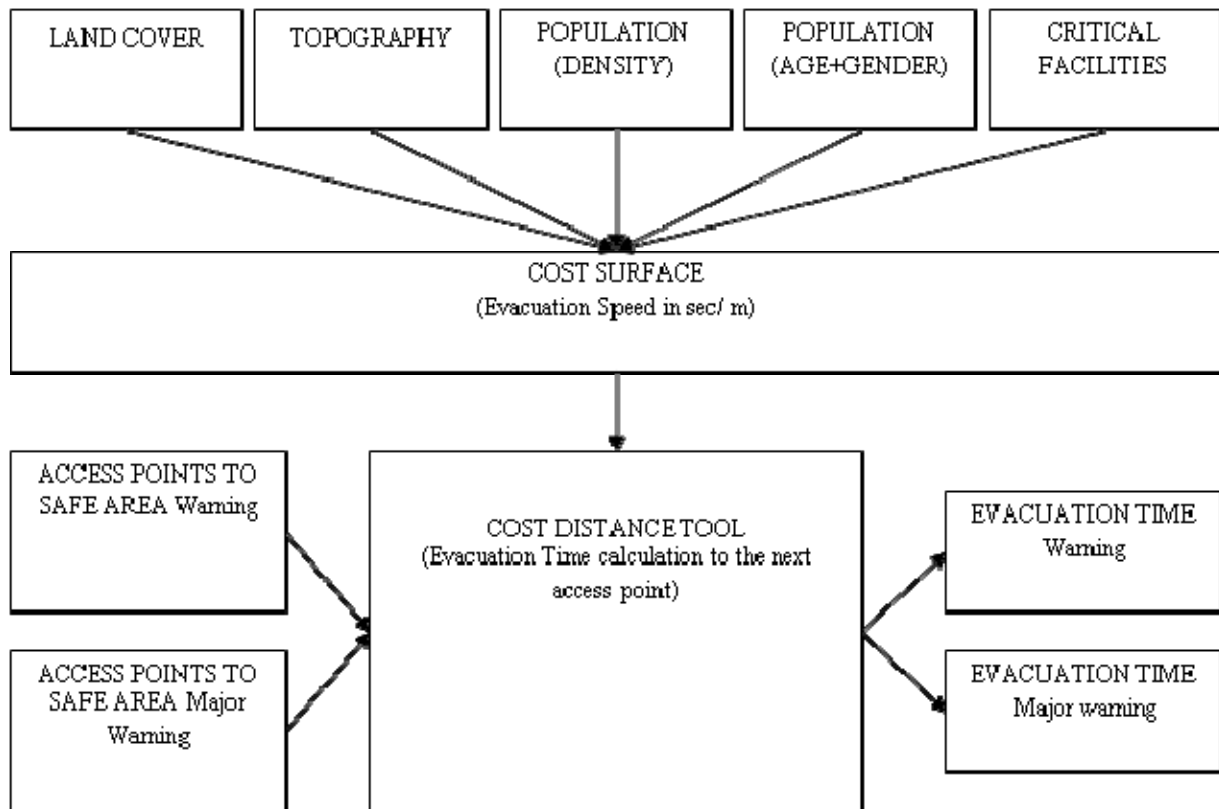 LAND COVER
TOPOGRAPHY
POPULATION
(DENSITY)
POPULATION
(AGE+GENDER)
CRITICAL
FACILITIES
COST SURFACE
(Evacuation Speed in sec/ m)
ACCESS POINTS TO
SAFE AREA Warning
COST DISTANCE TOOL
(Evacuation Time calculation to the next
access point)
EVACUATION TIME
Warning
ACCESS POINTS TO
SAFE AREA Major
Warning
EVACUATION TIME
Major warning